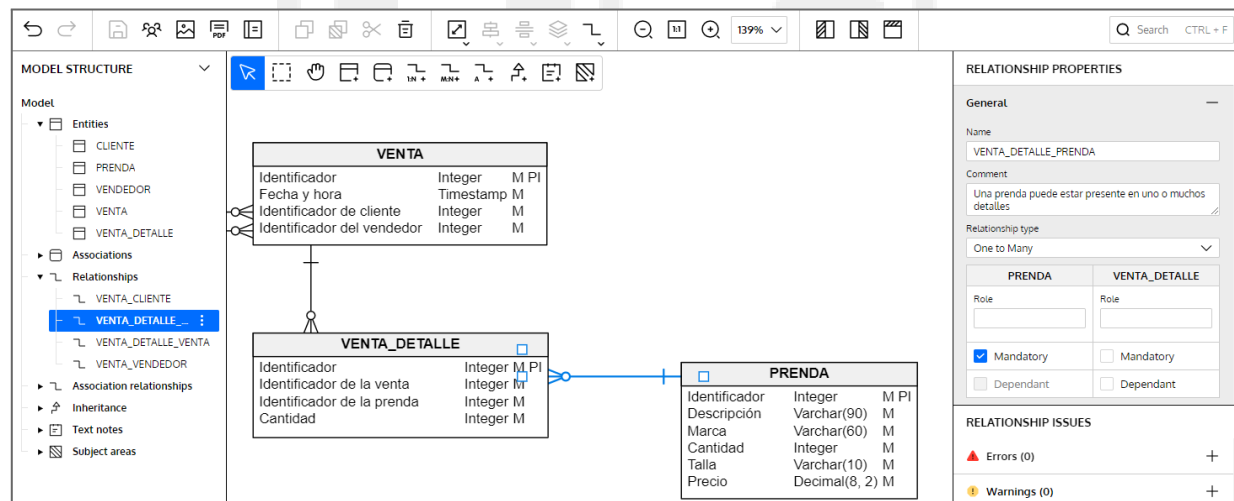 PDF
1:1
139%
Search CTRL + F
MODEL STRUCTURE
Model
Entities
CLIENTE
PRENDA
VENDEDOR
VENTA
VENTA_DETALLE
Associations
Relationships
VENTA_CLIENTE
VENTA_DETALLE_...
VENTA_DETALLE_VENTA
VENTA_VENDEDOR
Association relationships
Inheritance
Text notes
Subject areas
1:N+
M:N+
A +
VENTA
Identificador Integer M PI
Fecha y hora Timestamp M
Identificador de cliente Integer M
Identificador del vendedor Integer M
VENTA_DETALLE
Identificador Integer M PI
Identificador de la venta Integer M
Identificador de la prenda Integer M
Cantidad Integer M
PRENDA
Identificador Integer M PI
Descripción Varchar(90) M
Marca Varchar(60) M
Cantidad Integer M
Talla Varchar(10) M
Precio Decimal(8, 2) M
RELATIONSHIP PROPERTIES
General
Name
VENTA_DETALLE_PRENDA
Comment
Una prenda puede estar presente en uno o muchos
detalles
Relationship type
One to Many
PRENDA VENTA_DETALLE
Role Role
Mandatory Mandatory
Dependant Dependant
RELATIONSHIP ISSUES
Errors (0)
Warnings (0)